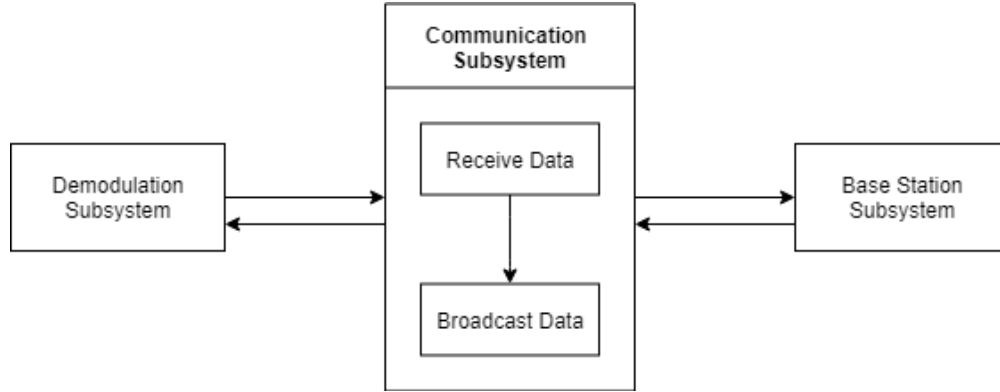 Communication
Subsystem
Receive Data
Demodulation
Subsystem
Base Station
Subsystem
Broadcast Data